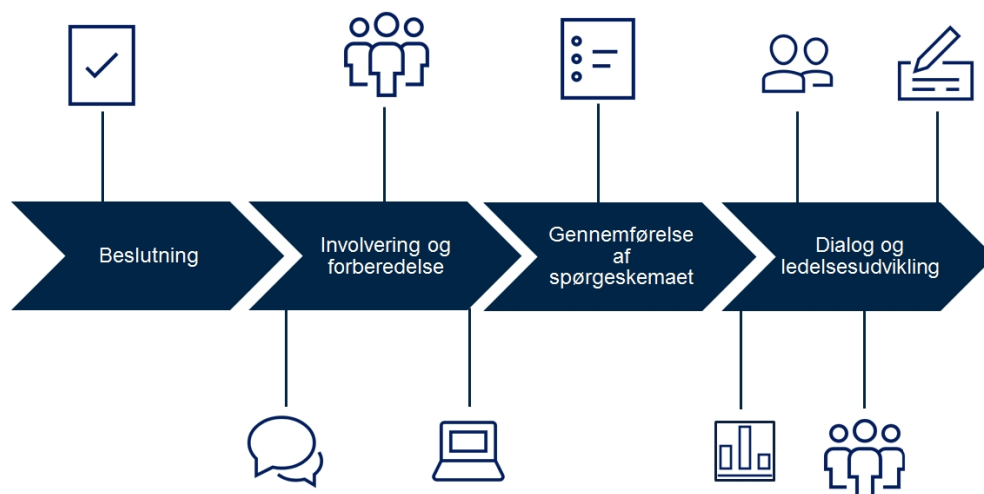 Beslutning
Involvering og
forberedelse
Gennemførelse
af
spørgeskemaet
Dialog og
ledelsesudvikling